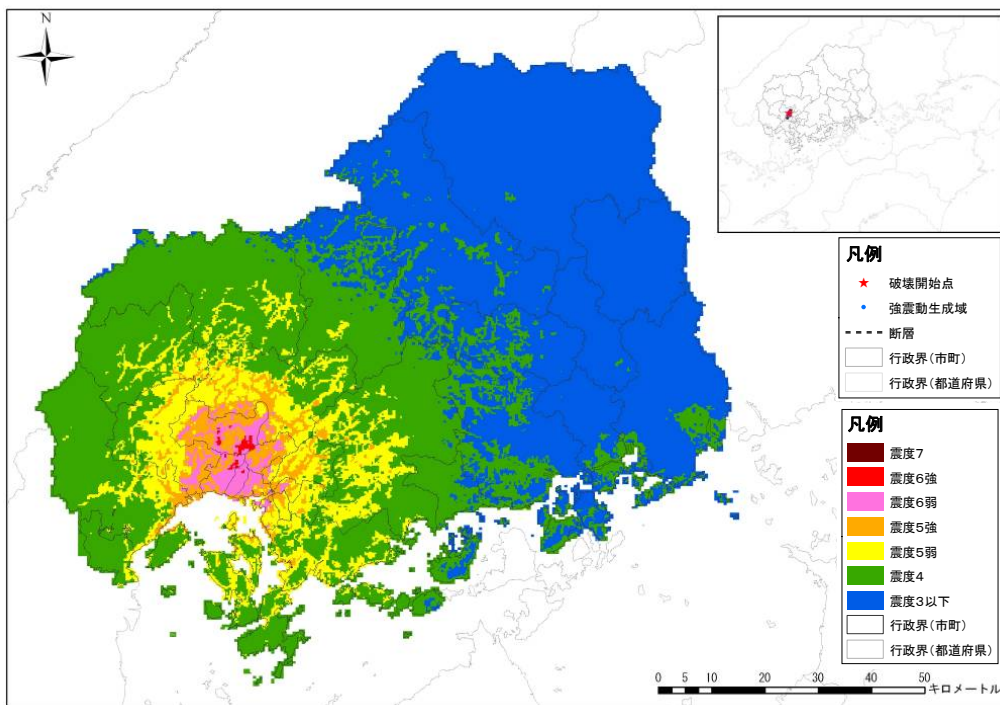 N
凡例
破壊開始点
強震動生成域
断層
行政界(市町)
行政界(都道府県)
凡例
震度7
震度6強
震度6弱
震度5強
震度5弱
震度4
震度3以下
行政界(市町)
行政界(都道府県)
0 5 10 20 30 40 50
キロメートル